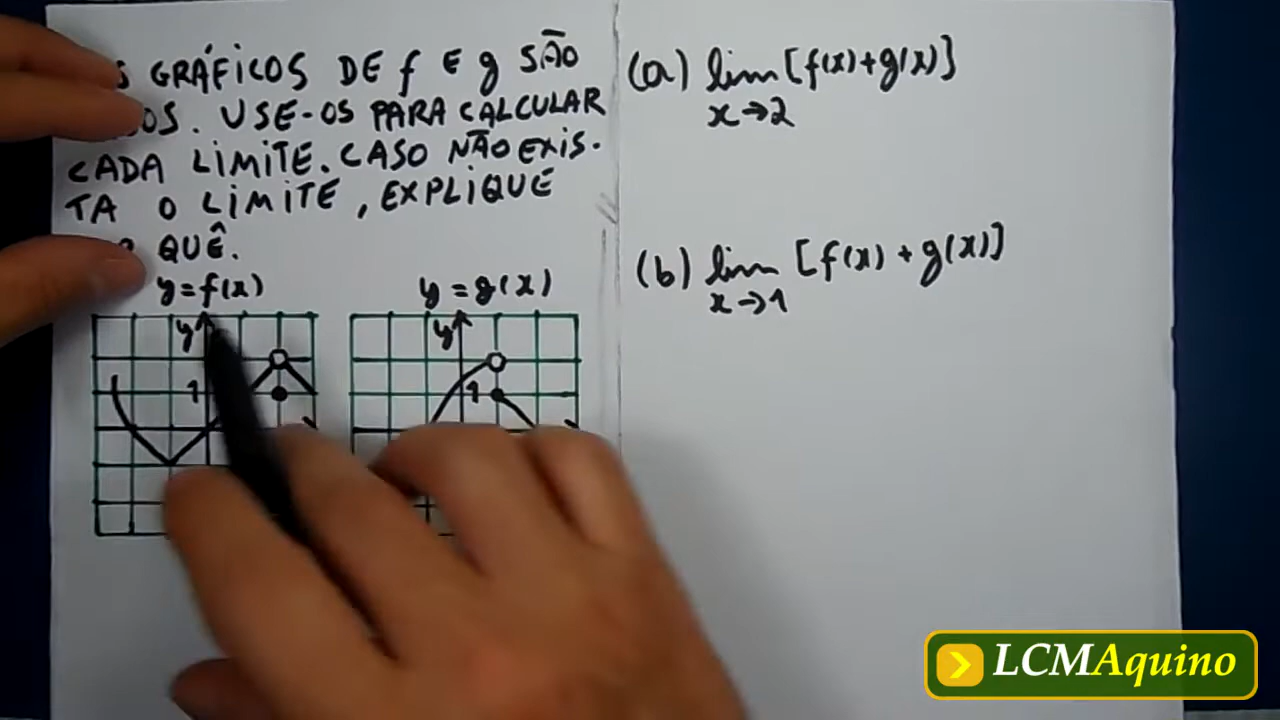 GRÁFICOS DE f E g SÃO
USE-OS PARA CALCULAR
CADA LIMITE. CASO NÃO EXIS-
TA O LIMITE, EXPLIQUE
QUÊ.
y=f(x)
y=g(x)
y
y
1
1
(a) lim [f(x)+g(x)]
x→2
(b) lim [f(x)+g(x)]
x→1
LCMAquino